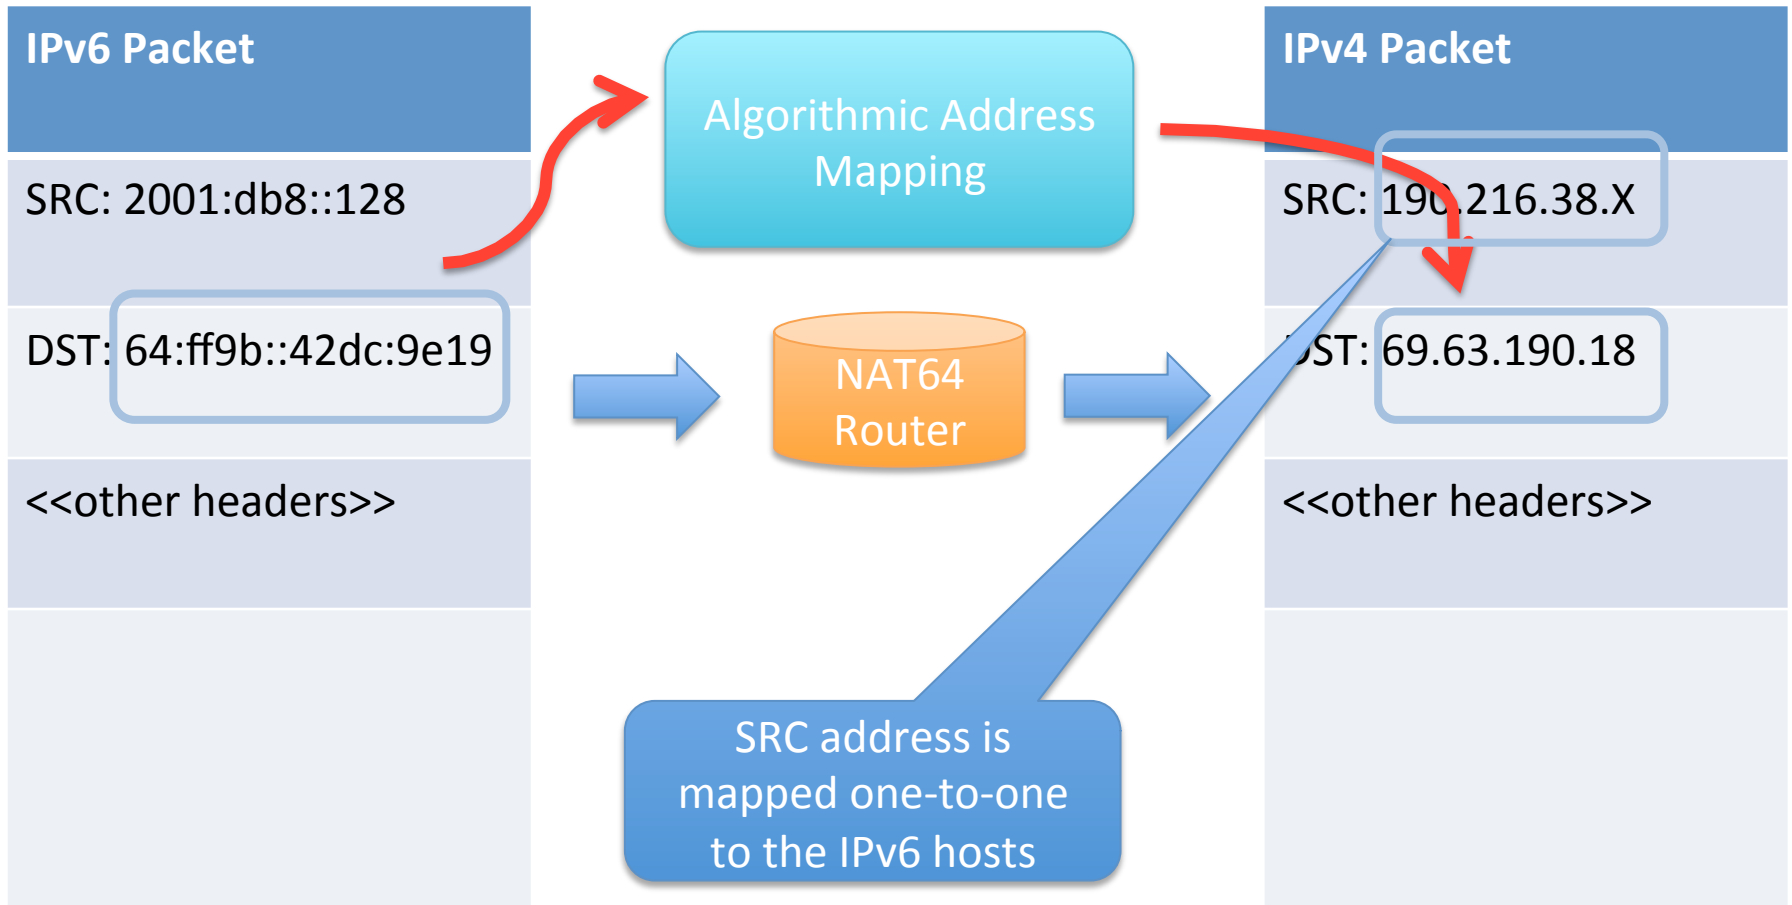 IPv6 Packet
SRC: 2001:db8::128
DST: 64:ff9b::42dc:9e19
<<other headers>>
Algorithmic Address
Mapping
NAT64
Router
SRC address is
mapped one-to-one
to the IPv6 hosts
IPv4 Packet
SRC: 190.216.38.X
DST: 69.63.190.18
<<other headers>>